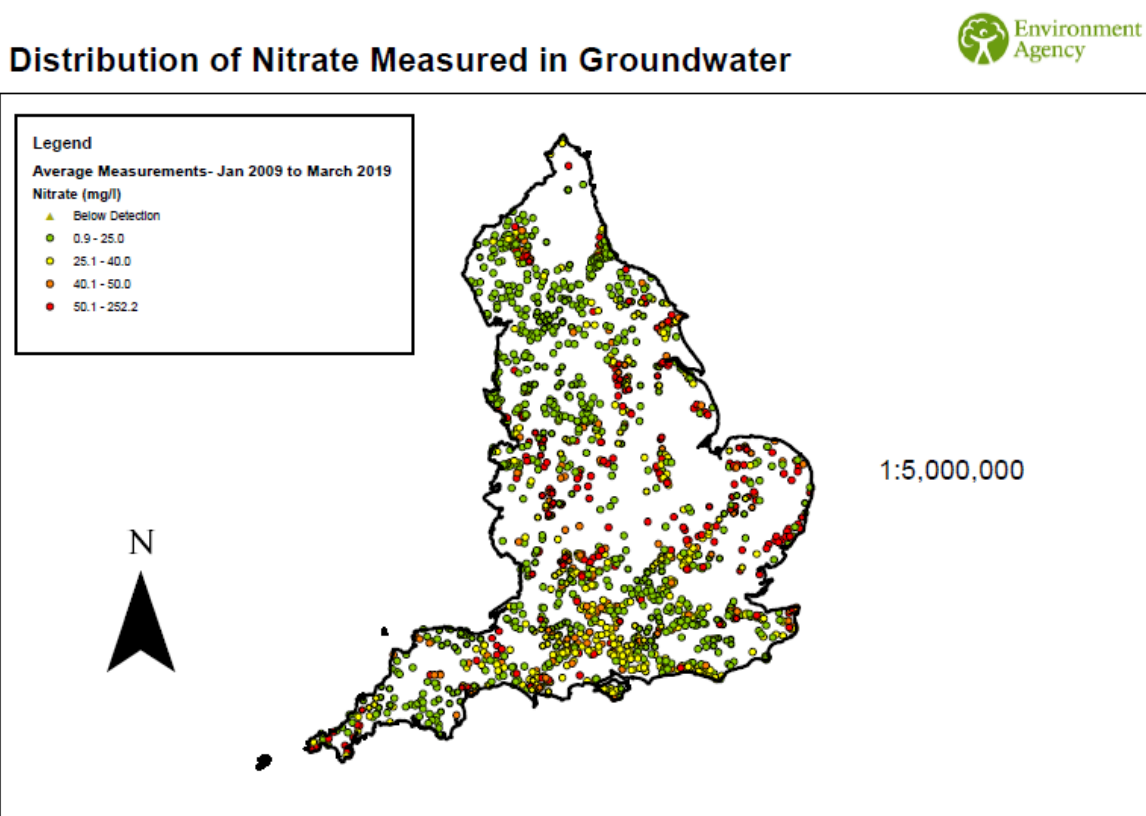 Environment
Agency
Distribution of Nitrate Measured in Groundwater
Legend
Average Measurements- Jan 2009 to March 2019
Nitrate (mg/l)
Below Detection
0.9 - 25.0
25.1 - 40.0
40.1 - 50.0
50.1 - 252.2
1:5,000,000
N